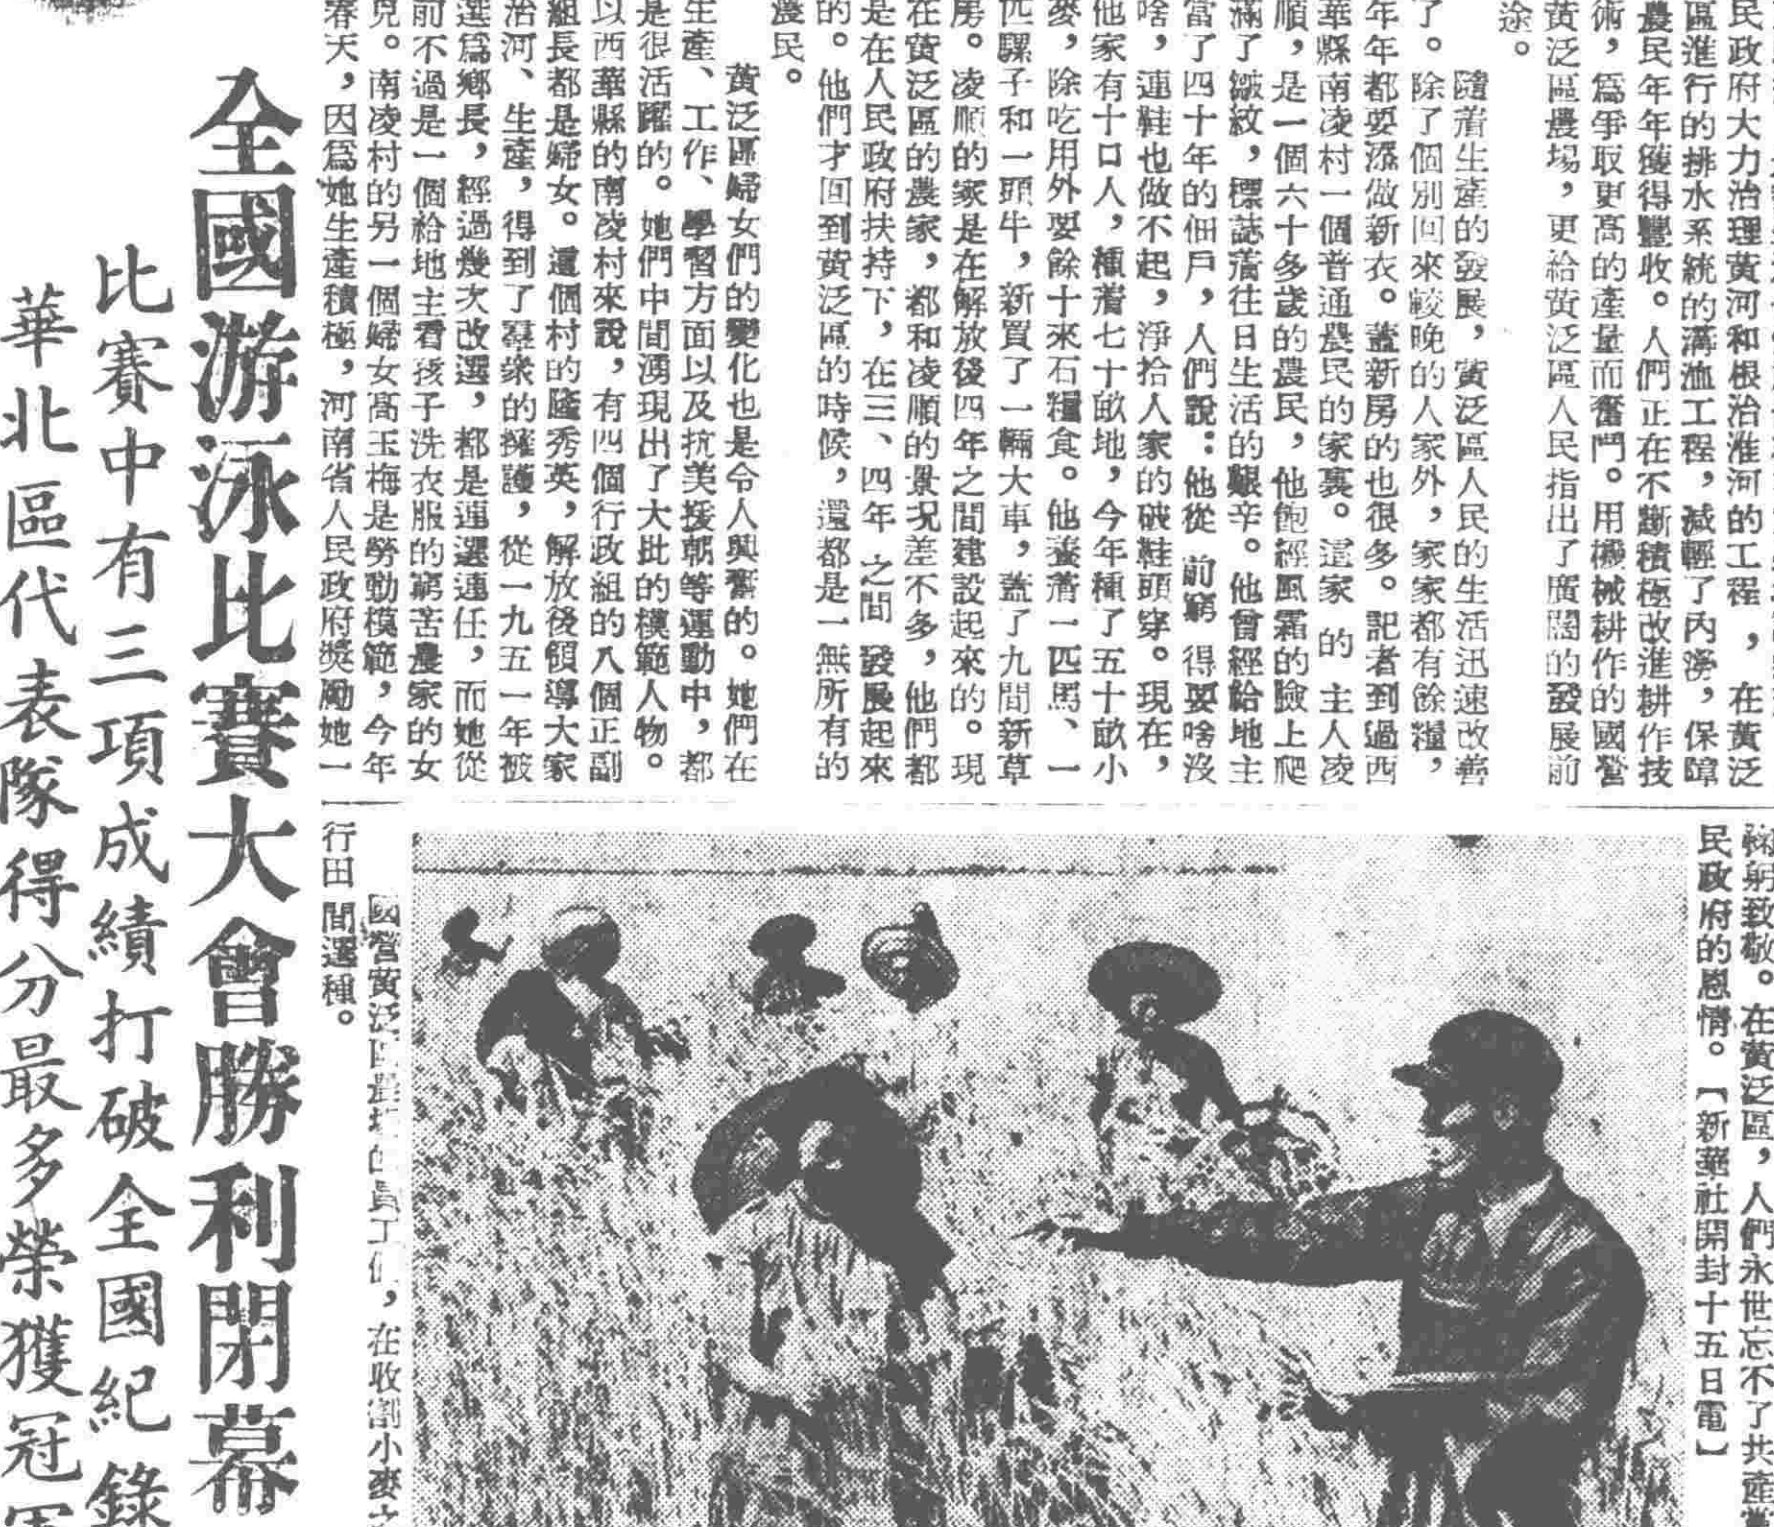 民政府大力治理黃河和根治淮河的工程，在黃泛
區進行的排水系統的溝洫工程，減輕了內澇，保障
農民年年獲得豐收。人們正在不斷積極改進耕作技
術，爲爭取更高的產量而奮鬥。用機械耕作的國營
黃泛區農場，更給黃泛區人民指出了廣闊的發展前
途。
隨着生產的發展，黃泛區人民的生活迅速改善
了。除了個別回來較晚的人家外，家家都有餘糧，
年年都要添做新衣。蓋新房的也很多。記者到過西
華縣南凌村一個普通農民的家裏。這家的主人凌
順，是一個六十多歲的農民，他飽經風霜的臉上爬
滿了皺紋，標誌着往日生活的艱辛。他曾經給地主
當了四十年的佃戶，人們說：他從前窮得要啥沒
啥，連鞋也做不起，淨拾人家的破鞋頭穿。現在，
他家有十口人，種着七十畝地，今年種了五十畝小
麥，除吃用外要餘十來石糧食。他養着一匹馬、一
匹騾子和一頭牛，新買了一輛大車，蓋了九間新草
房。凌順的家是在解放後四年之間建設起來的。現
在黃泛區的農家，都和凌順的景況差不多，他們都
是在人民政府扶持下，在三、四年之間發展起來
的。他們才回到黃泛區的時候，還都是一無所有的
農民。
黃泛區婦女們的變化也是令人興奮的。她們在
生產、工作、學習方面以及抗美援朝等運動中，都
是很活躍的。她們中間湧現出了大批的模範人物。
以西華縣的南凌村來說，有四個行政組的八個正副
組長都是婦女。這個村的隆秀英，解放後領導大家
治河、生產，得到了羣衆的擁護，從一九五一年被
選爲鄉長，經過幾次改選，都是連選連任，而她從
前不過是一個給地主看孩子洗衣服的窮苦農家的女
兒。南凌村的另一個婦女高玉梅是勞動模範，今年
春天，因爲她生產積極，河南省人民政府獎勵她一
鞠躬致敬。在黃泛區，人們永世忘不了共產黨
民政府的恩情。【新華社開封十五日電】
國營黃泛區農場的員工們，在收割小麥之
行田間選種。
全國游泳比賽大會勝利閉幕
比賽中有三項成績打破全國紀錄
華北區代表隊得分最多榮獲冠軍